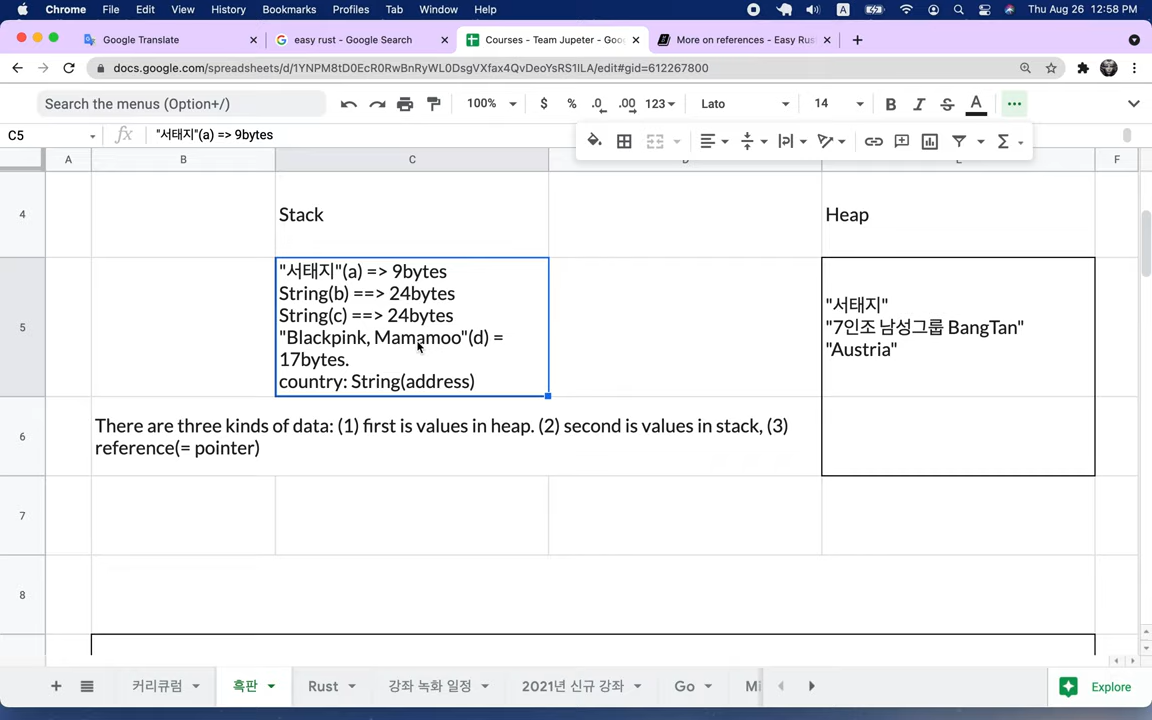 Chrome File Edit View History Bookmarks Profiles Tab Window Help A Thu Aug 26 12:58 PM
Google Translate easy rust - Google Search Courses - Team Jupeter - Goo More on references - Easy Rus
docs.google.com/spreadsheets/d/1YNPM8tD0EcR0RwBnRyWL0DsgVXfax4QvDeoYsRS1ILA/edit#gid=612267800
Search the menus (Option+/) 100% $ % .0 .00 123 Lato 14 B I S A
C5 fx "서태지"(a) => 9bytes
A B C E F
4 Stack Heap
5
"서태지"(a) => 9bytes
String(b) ==> 24bytes
String(c) ==> 24bytes
"Blackpink, Mamamoo"(d) =
17bytes.
country: String(address)
"서태지"
"7인조 남성그룹 BangTan"
"Austria"
6
There are three kinds of data: (1) first is values in heap. (2) second is values in stack, (3)
reference(= pointer)
7
8
커리큐럼 흑판 Rust 강좌 녹화 일정 2021년 신규 강좌 Go Mi Explore